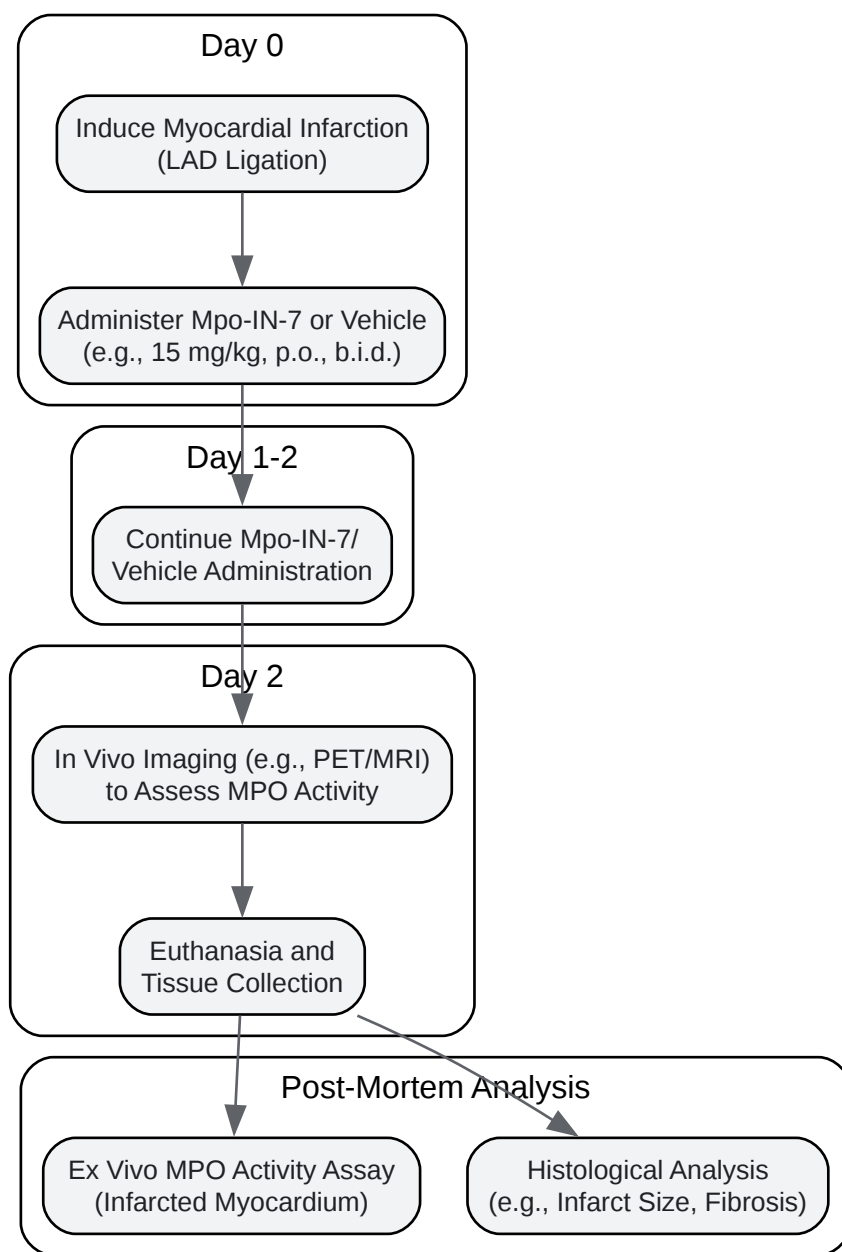 Day 0
Induce Myocardial Infarction
(LAD Ligation)
Administer Mpo-IN-7 or Vehicle
(e.g., 15 mg/kg, p.o., b.i.d.)
Day 1-2
Continue Mpo-IN-7/
Vehicle Administration
Day 2
In Vivo Imaging (e.g., PET/MRI)
to Assess MPO Activity
Euthanasia and
Tissue Collection
Post-Mortem Analysis
Ex Vivo MPO Activity Assay
(Infarcted Myocardium)
Histological Analysis
(e.g., Infarct Size, Fibrosis)